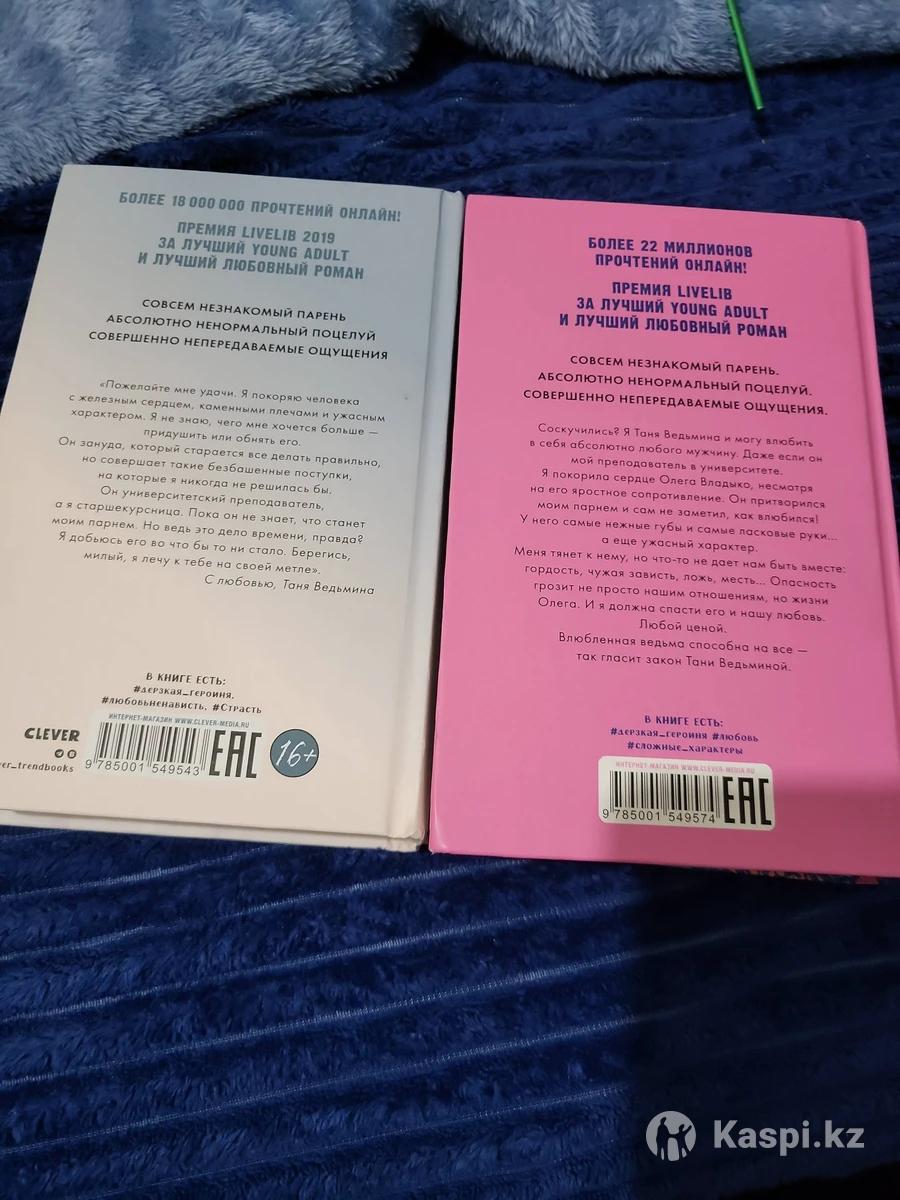 БОЛЕЕ 18 000 000 ПРОЧТЕНИЙ ОНЛАЙН!
ПРЕМИЯ LIVELIB 2019
ЗА ЛУЧШИЙ YOUNG ADULT
И ЛУЧШИЙ ЛЮБОВНЫЙ РОМАН
СОВСЕМ НЕЗНАКОМЫЙ ПАРЕНЬ
АБСОЛЮТНО НЕНОРМАЛЬНЫЙ ПОЦЕЛУЙ
СОВЕРШЕННО НЕПЕРЕДАВАЕМЫЕ ОЩУЩЕНИЯ
«Пожелайте мне удачи. Я покоряю человека
с железным сердцем, каменными плечами и ужасным
характером. Я не знаю, чего мне хочется больше —
придушить или обнять его.
Он зануда, который старается все делать правильно,
но совершает такие безбашенные поступки,
на которые я никогда не решилась бы.
Он университетский преподаватель,
а я старшекурсница. Пока он не знает, что станет
моим парнем. Но ведь это дело времени, правда?
Я добьюсь его во что бы то ни стало. Берегись,
милый, я лечу к тебе на своей метле».
С любовью, Таня Ведьмина
В КНИГЕ ЕСТЬ:
#дерзкая_героиня,
#любовьненависть, #Страсть
CLEVER
ver_trendbooks
ИНТЕРНЕТ-МАГАЗИН WWW.CLEVER-MEDIA.RU
9 785001 549543
EAC
16+
БОЛЕЕ 22 МИЛЛИОНОВ
ПРОЧТЕНИЙ ОНЛАЙН!
ПРЕМИЯ LIVELIB
ЗА ЛУЧШИЙ YOUNG ADULT
И ЛУЧШИЙ ЛЮБОВНЫЙ РОМАН
СОВСЕМ НЕЗНАКОМЫЙ ПАРЕНЬ.
АБСОЛЮТНО НЕНОРМАЛЬНЫЙ ПОЦЕЛУЙ.
СОВЕРШЕННО НЕПЕРЕДАВАЕМЫЕ ОЩУЩЕНИЯ.
Соскучились? Я Таня Ведьмина и могу влюбить
в себя абсолютно любого мужчину. Даже если он
мой преподаватель в университете.
Я покорила сердце Олега Владыко, несмотря
на его яростное сопротивление. Он притворился
моим парнем и сам не заметил, как влюбился!
У него самые нежные губы и самые ласковые руки...
а еще ужасный характер.
Меня тянет к нему, но что-то не дает нам быть вместе:
гордость, чужая зависть, ложь, месть... Опасность
грозит не просто нашим отношениям, но жизни
Олега. И я должна спасти его и нашу любовь.
Любой ценой.
Влюбленная ведьма способна на все —
так гласит закон Тани Ведьминой.
В КНИГЕ ЕСТЬ:
#дерзкая_героиня #любовь
#сложные_характеры
ИНТЕРНЕТ-МАГАЗИН WWW.CLEVER-MEDIA.RU
9 785001 549574
EAC
Kaspi.kz